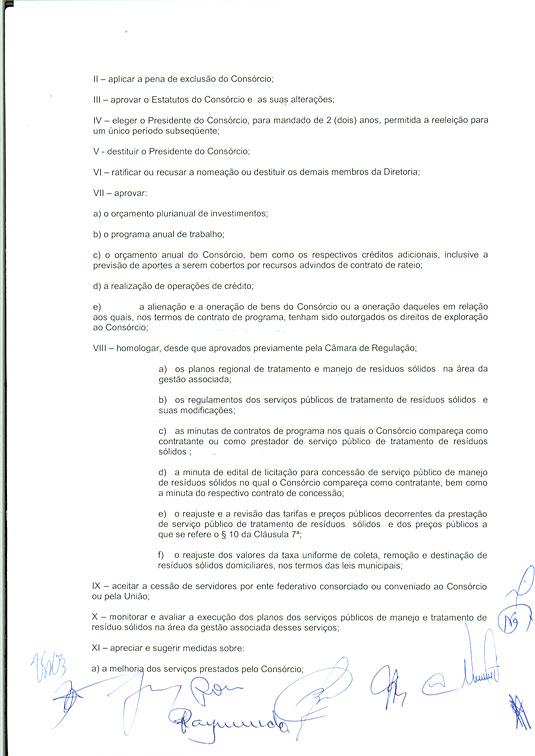 II – aplicar a pena de exclusão do Consórcio;
III – aprovar o Estatutos do Consórcio e as suas alterações;
IV – eleger o Presidente do Consórcio, para mandado de 2 (dois) anos, permitida a reeleição para
um único período subseqüente;
V - destituir o Presidente do Consórcio;
VI – ratificar ou recusar a nomeação ou destituir os demais membros da Diretoria;
VII – aprovar:
a) o orçamento plurianual de investimentos;
b) o programa anual de trabalho;
c) o orçamento anual do Consórcio, bem como os respectivos créditos adicionais, inclusive a
previsão de aportes a serem cobertos por recursos advindos de contrato de rateio;
d) a realização de operações de crédito;
e) a alienação e a oneração de bens do Consórcio ou a oneração daqueles em relação
aos quais, nos termos de contrato de programa, tenham sido outorgados os direitos de exploração
ao Consórcio;
VIII – homologar, desde que aprovados previamente pela Câmara de Regulação;
a) os planos regional de tratamento e manejo de resíduos sólidos na área da
gestão associada;
b) os regulamentos dos serviços públicos de tratamento de resíduos sólidos e
suas modificações;
c) as minutas de contratos de programa nos quais o Consórcio compareça como
contratante ou como prestador de serviço público de tratamento de resíduos
sólidos ;
d) a minuta de edital de licitação para concessão de serviço público de manejo
de resíduos sólidos no qual o Consórcio compareça como contratante, bem como
a minuta do respectivo contrato de concessão;
e) o reajuste e a revisão das tarifas e preços públicos decorrentes da prestação
de serviço público de tratamento de resíduos sólidos e dos preços públicos a
que se refere o § 10 da Cláusula 7ª;
f) o reajuste dos valores da taxa uniforme de coleta, remoção e destinação de
resíduos sólidos domiciliares, nos termos das leis municipais;
IX – aceitar a cessão de servidores por ente federativo consorciado ou conveniado ao Consórcio
ou pela União;
X – monitorar e avaliar a execução dos planos dos serviços públicos de manejo e tratamento de
resíduo sólidos na área da gestão associada desses serviços;
XI – apreciar e sugerir medidas sobre:
a) a melhoria dos serviços prestados pelo Consórcio;
Raymundo